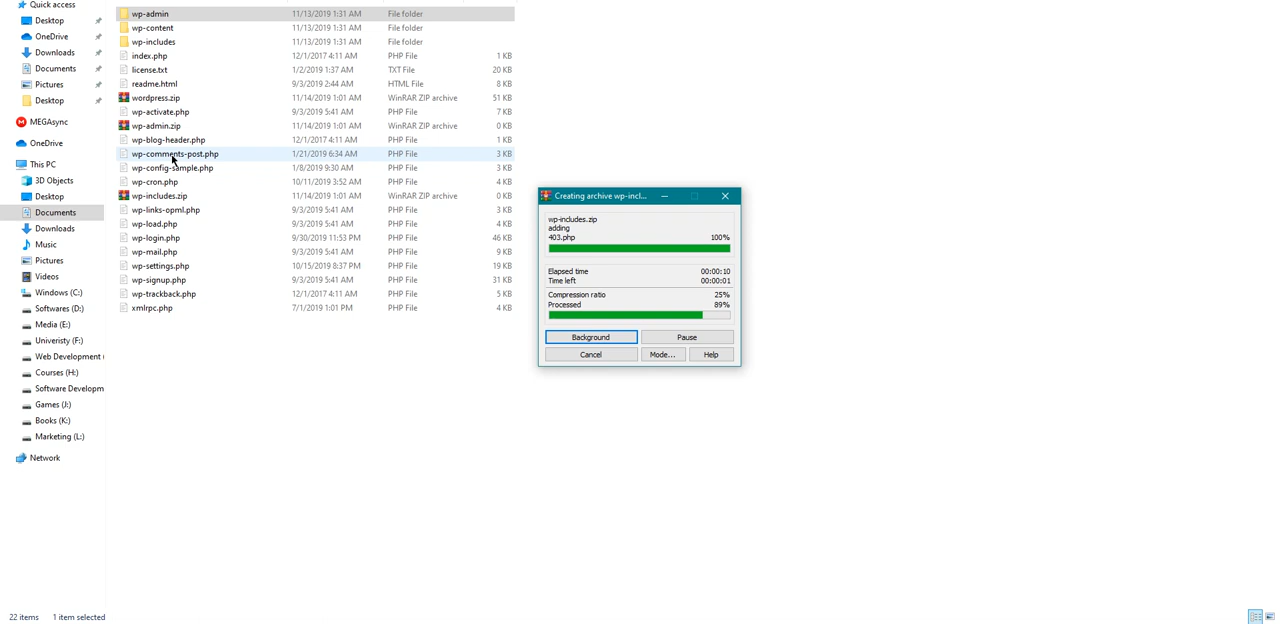 Quick access
Desktop
OneDrive
Downloads
Documents
Pictures
Desktop
MEGAsync
OneDrive
This PC
3D Objects
Desktop
Documents
Downloads
Music
Pictures
Videos
Windows (C:)
Softwares (D:)
Media (E:)
Univeristy (F:)
Web Development (
Courses (H:)
Software Developm
Games (J:)
Books (K:)
Marketing (L:)
Network
wp-admin 11/13/2019 1:31 AM File folder
wp-content 11/13/2019 1:31 AM File folder
wp-includes 11/13/2019 1:31 AM File folder
index.php 12/1/2017 4:11 AM PHP File 1 KB
license.txt 1/2/2019 1:37 AM TXT File 20 KB
readme.html 9/3/2019 2:44 AM HTML File 8 KB
wordpress.zip 11/14/2019 1:01 AM WinRAR ZIP archive 51 KB
wp-activate.php 9/3/2019 5:41 AM PHP File 7 KB
wp-admin.zip 11/14/2019 1:01 AM WinRAR ZIP archive 0 KB
wp-blog-header.php 12/1/2017 4:11 AM PHP File 1 KB
wp-comments-post.php 1/21/2019 6:34 AM PHP File 3 KB
wp-config-sample.php 1/8/2019 9:30 AM PHP File 3 KB
wp-cron.php 10/11/2019 3:52 AM PHP File 4 KB
wp-includes.zip 11/14/2019 1:01 AM WinRAR ZIP archive 0 KB
wp-links-opml.php 9/3/2019 5:41 AM PHP File 3 KB
wp-load.php 9/3/2019 5:41 AM PHP File 4 KB
wp-login.php 9/30/2019 11:53 PM PHP File 46 KB
wp-mail.php 9/3/2019 5:41 AM PHP File 9 KB
wp-settings.php 10/15/2019 8:37 PM PHP File 19 KB
wp-signup.php 9/3/2019 5:41 AM PHP File 31 KB
wp-trackback.php 12/1/2017 4:11 AM PHP File 5 KB
xmlrpc.php 7/1/2019 1:01 PM PHP File 4 KB
Creating archive wp-incl...
wp-includes.zip
adding
403.php 100%
Elapsed time 00:00:10
Time left 00:00:01
Compression ratio 25%
Processed 89%
Background Pause
Cancel Mode... Help
22 items 1 item selected